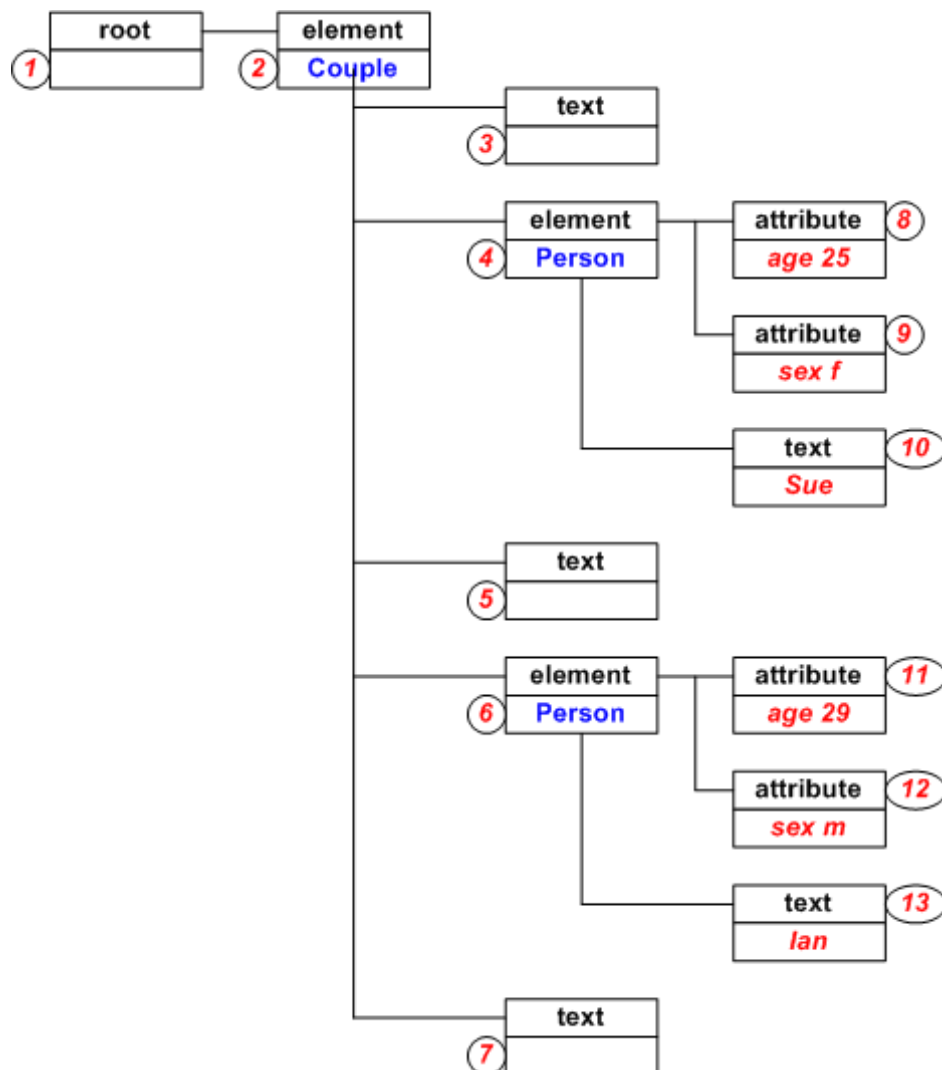 root
1
element
2
Couple
text
3
element
4
Person
attribute
8
age 25
attribute
9
sex f
text
10
Sue
text
5
element
6
Person
attribute
11
age 29
attribute
12
sex m
text
13
Ian
text
7